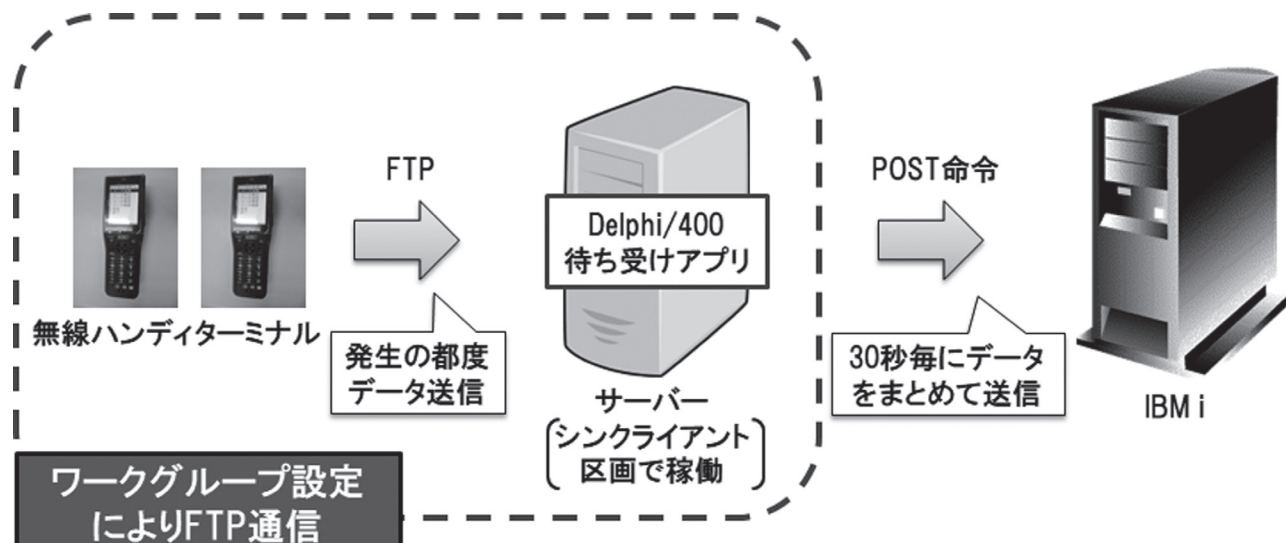 FTP
POST命令
Delphi/400
待ち受けアプリ
無線ハンディターミナル
発生の都度
データ送信
30秒毎にデータ
をまとめて送信
サーバー
シンクライアント
区画で稼働
IBM i
ワークグループ設定
によりFTP通信